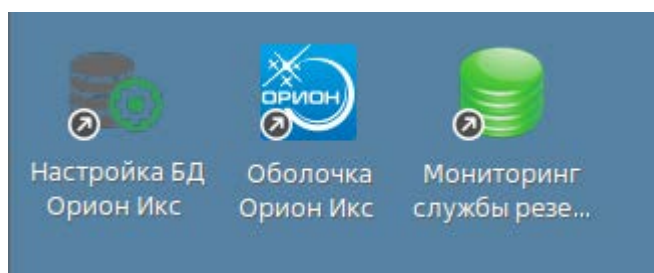 ОРИОН
Настройка БД
Орион Икс
Оболочка
Орион Икс
Мониторинг
службы резе...